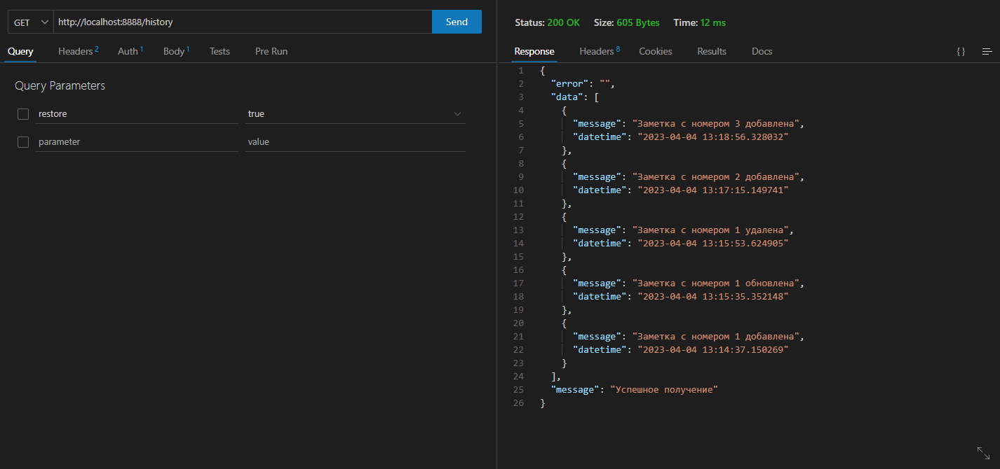 GET http://localhost:8888/history Send
Query Headers 2 Auth 1 Body 1 Tests Pre Run
Query Parameters
restore true
parameter value
Status: 200 OK Size: 605 Bytes Time: 12 ms
Response Headers 8 Cookies Results Docs {}
1 {
2 "error": "",
3 "data": [
4 {
5 "message": "Заметка с номером 3 добавлена",
6 "datetime": "2023-04-04 13:18:56.328032"
7 },
8 {
9 "message": "Заметка с номером 2 добавлена",
10 "datetime": "2023-04-04 13:17:15.149741"
11 },
12 {
13 "message": "Заметка с номером 1 удалена",
14 "datetime": "2023-04-04 13:15:53.624905"
15 },
16 {
17 "message": "Заметка с номером 1 обновлена",
18 "datetime": "2023-04-04 13:15:35.352148"
19 },
20 {
21 "message": "Заметка с номером 1 добавлена",
22 "datetime": "2023-04-04 13:14:37.150269"
23 }
24 ],
25 "message": "Успешное получение"
26 }